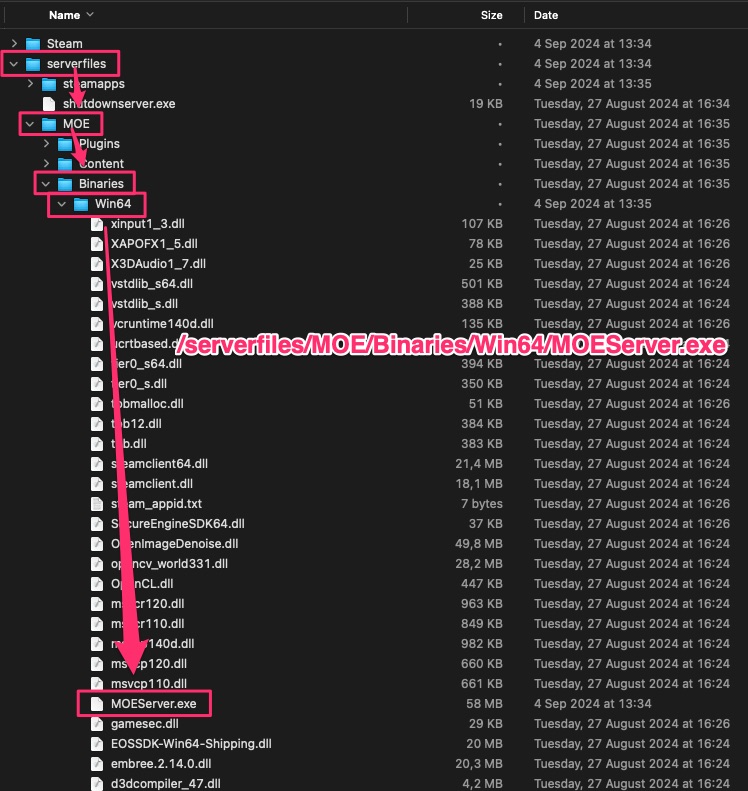 Name Size Date
Steam 4 Sep 2024 at 13:34
serverfiles 4 Sep 2024 at 13:34
steamapps 4 Sep 2024 at 13:35
shutdownserver.exe 19 KB Tuesday, 27 August 2024 at 16:34
MOE Tuesday, 27 August 2024 at 16:35
Plugins Tuesday, 27 August 2024 at 16:35
Content Tuesday, 27 August 2024 at 16:35
Binaries Tuesday, 27 August 2024 at 16:35
Win64 4 Sep 2024 at 13:35
xinput1_3.dll 107 KB Tuesday, 27 August 2024 at 16:26
XAPOFX1_5.dll 78 KB Tuesday, 27 August 2024 at 16:26
X3DAudio1_7.dll 25 KB Tuesday, 27 August 2024 at 16:26
vstdlib_s64.dll 501 KB Tuesday, 27 August 2024 at 16:24
vstdlib_s.dll 388 KB Tuesday, 27 August 2024 at 16:24
vcruntime140d.dll 135 KB Tuesday, 27 August 2024 at 16:26
/serverfiles/MOE/Binaries/Win64/MOEServer.exe
tier0_s64.dll 394 KB Tuesday, 27 August 2024 at 16:24
tier0_s.dll 350 KB Tuesday, 27 August 2024 at 16:24
tbbmalloc.dll 51 KB Tuesday, 27 August 2024 at 16:26
tbb12.dll 384 KB Tuesday, 27 August 2024 at 16:24
tbb.dll 383 KB Tuesday, 27 August 2024 at 16:24
steamclient64.dll 21,4 MB Tuesday, 27 August 2024 at 16:24
steamclient.dll 18,1 MB Tuesday, 27 August 2024 at 16:24
steam_appid.txt 7 bytes Tuesday, 27 August 2024 at 16:26
SecureEngineSDK64.dll 37 KB Tuesday, 27 August 2024 at 16:26
OpenImageDenoise.dll 49,8 MB Tuesday, 27 August 2024 at 16:24
opencv_world331.dll 28,2 MB Tuesday, 27 August 2024 at 16:24
OpenCL.dll 447 KB Tuesday, 27 August 2024 at 16:24
msvcr120.dll 963 KB Tuesday, 27 August 2024 at 16:24
msvcr110.dll 849 KB Tuesday, 27 August 2024 at 16:24
982 KB Tuesday, 27 August 2024 at 16:24
msvcp120.dll 660 KB Tuesday, 27 August 2024 at 16:24
msvcp110.dll 661 KB Tuesday, 27 August 2024 at 16:24
MOEServer.exe 58 MB 4 Sep 2024 at 13:34
gamesec.dll 29 KB Tuesday, 27 August 2024 at 16:26
EOSSDK-Win64-Shipping.dll 20 MB Tuesday, 27 August 2024 at 16:24
embree.2.14.0.dll 20,3 MB Tuesday, 27 August 2024 at 16:24
d3dcompiler_47.dll 4,2 MB Tuesday, 27 August 2024 at 16:24